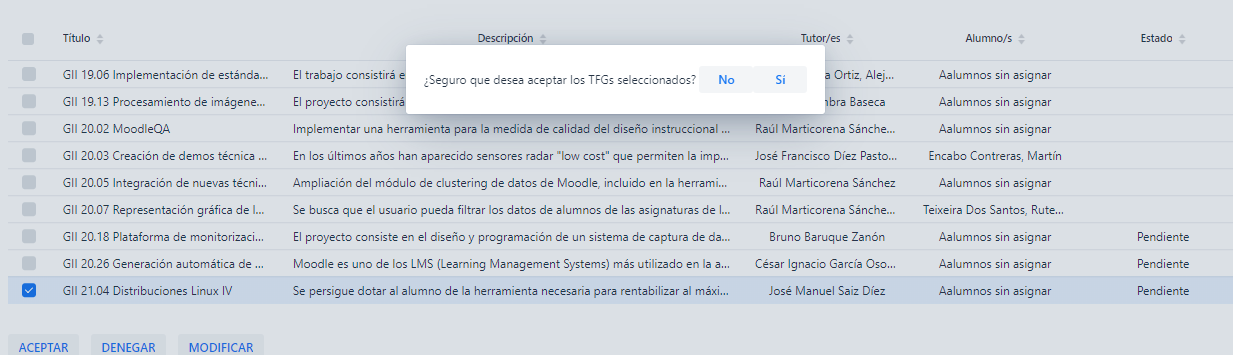 Título Descripción Tutor/es Alumno/s Estado
¿Seguro que desea aceptar los TFGs seleccionados? No Sí
GII 19.06 Implementación de estánda... El trabajo consistirá e Ortiz, Alej... Aalumnos sin asignar
GII 19.13 Procesamiento de imágene... El proyecto consistirá Baseca Aalumnos sin asignar
GII 20.02 MoodleQA Implementar una herramienta para la medida de calidad del diseño instruccional ... Raúl Marticorena Sánche... Aalumnos sin asignar
GII 20.03 Creación de demos técnica ... En los últimos años han aparecido sensores radar "low cost" que permiten la imp... José Francisco Díez Pasto... Encabo Contreras, Martín
GII 20.05 Integración de nuevas técni... Ampliación del módulo de clustering de datos de Moodle, incluido en la herrami... Raúl Marticorena Sánchez Aalumnos sin asignar
GII 20.07 Representación gráfica de l... Se busca que el usuario pueda filtrar los datos de alumnos de las asignaturas de l... Raúl Marticorena Sánche... Teixeira Dos Santos, Rute...
GII 20.18 Plataforma de monitorizaci... El proyecto consiste en el diseño y programación de un sistema de captura de da... Bruno Baruque Zanón Aalumnos sin asignar Pendiente
GII 20.26 Generación automática de ... Moodle es uno de los LMS (Learning Management Systems) más utilizado en la a... César Ignacio García Oso... Aalumnos sin asignar Pendiente
GII 21.04 Distribuciones Linux IV Se persigue dotar al alumno de la herramienta necesaria para rentabilizar al máxi... José Manuel Saiz Díez Aalumnos sin asignar Pendiente
ACEPTAR DENEGAR MODIFICAR